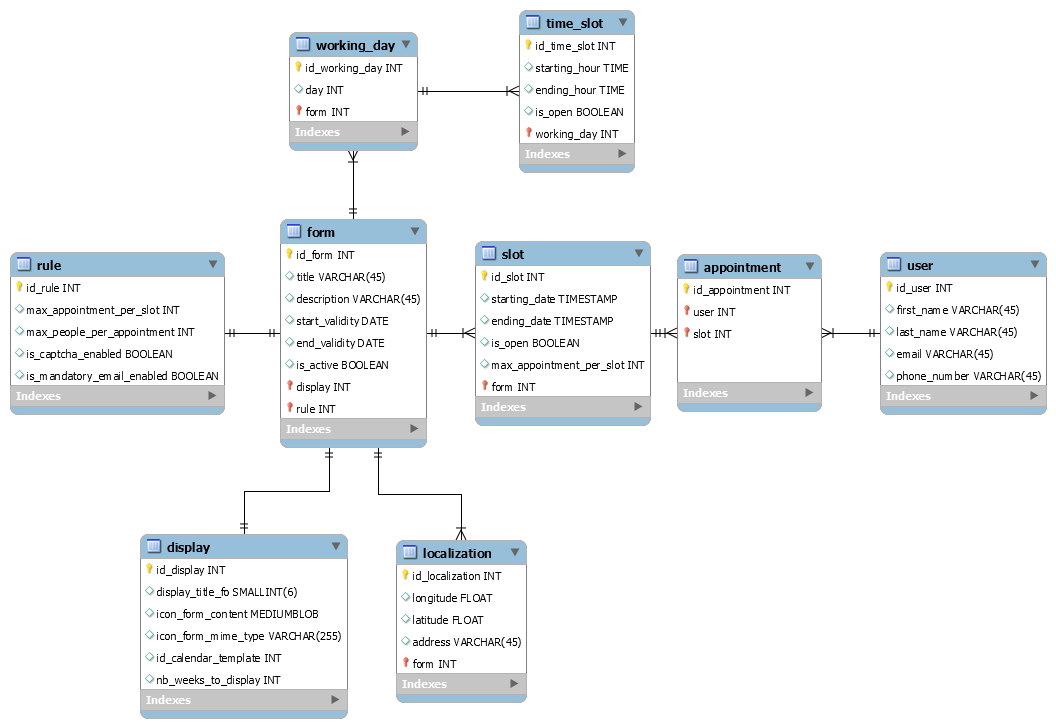 working_day
id_working_day INT
day INT
form INT
Indexes
time_slot
id_time_slot INT
starting_hour TIME
ending_hour TIME
is_open BOOLEAN
working_day INT
Indexes
rule
id_rule INT
max_appointment_per_slot INT
max_people_per_appointment INT
is_captcha_enabled BOOLEAN
is_mandatory_email_enabled BOOLEAN
Indexes
form
id_form INT
title VARCHAR(45)
description VARCHAR(45)
start_validity DATE
end_validity DATE
is_active BOOLEAN
display INT
rule INT
Indexes
slot
id_slot INT
starting_date TIMESTAMP
ending_date TIMESTAMP
is_open BOOLEAN
max_appointment_per_slot INT
form INT
Indexes
appointment
id_appointment INT
user INT
slot INT
Indexes
user
id_user INT
first_name VARCHAR(45)
last_name VARCHAR(45)
email VARCHAR(45)
phone_number VARCHAR(45)
Indexes
display
id_display INT
display_title_fo SMALLINT(6)
icon_form_content MEDIUMBLOB
icon_form_mime_type VARCHAR(255)
id_calendar_template INT
nb_weeks_to_display INT
Indexes
localization
id_localization INT
longitude FLOAT
latitude FLOAT
address VARCHAR(45)
form INT
Indexes